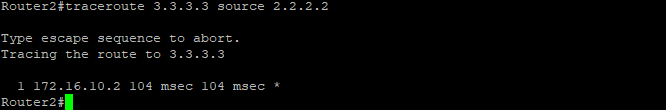 Router2#traceroute 3.3.3.3 source 2.2.2.2
Type escape sequence to abort.
Tracing the route to 3.3.3.3
1 172.16.10.2 104 msec 104 msec *
Router2#